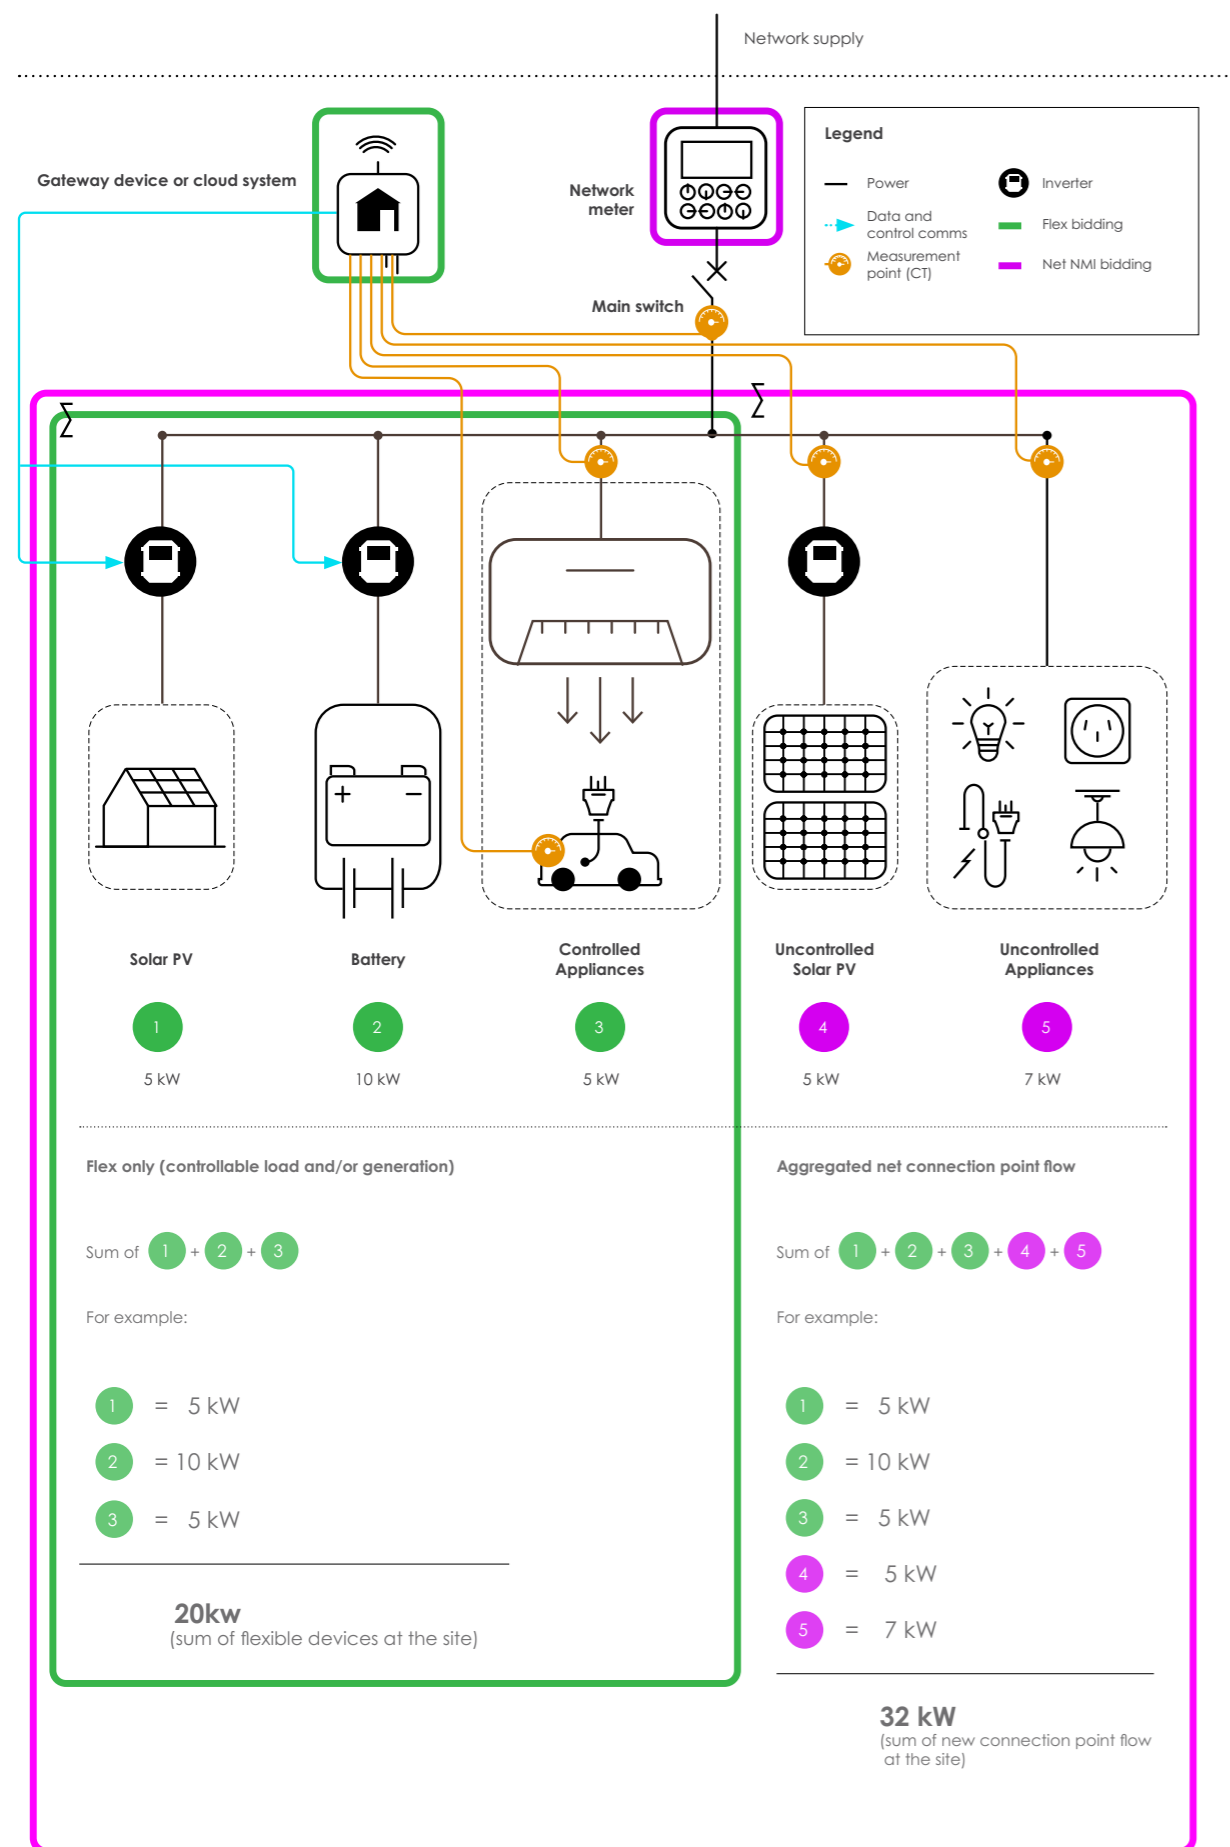 Network supply
Legend
Power
Inverter
Data and
control comms
Flex bidding
Measurement
point (CT)
Net NMI bidding
Gateway device or cloud system
Network
meter
Main switch
Σ
Σ
+ −
Solar PV
Battery
Controlled
Appliances
Uncontrolled
Solar PV
Uncontrolled
Appliances
1
2
3
4
5
5 kW
10 kW
5 kW
5 kW
7 kW
Flex only (controllable load and/or generation)
Sum of 1 + 2 + 3
For example:
1 = 5 kW
2 = 10 kW
3 = 5 kW
20kw
(sum of flexible devices at the site)
Aggregated net connection point flow
Sum of 1 + 2 + 3 + 4 + 5
For example:
1 = 5 kW
2 = 10 kW
3 = 5 kW
4 = 5 kW
5 = 7 kW
32 kW
(sum of new connection point flow
at the site)